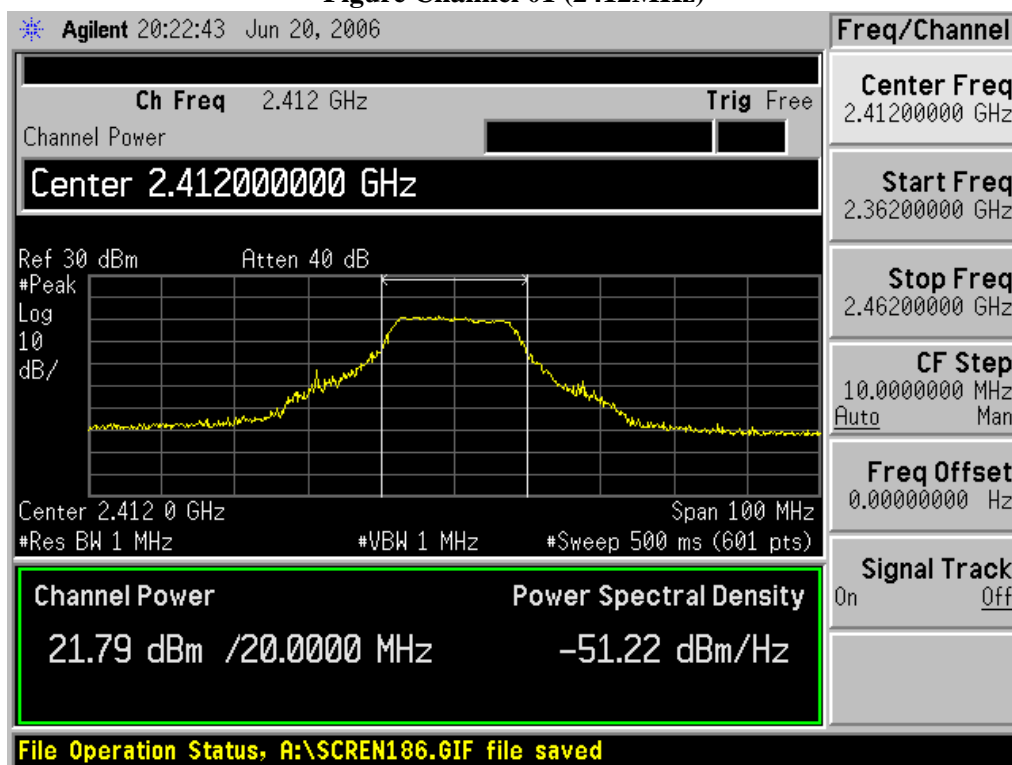 Figure Channel 01 (2412MHz)
Agilent 20:22:43 Jun 20, 2006
Freq/Channel
Ch Freq 2.412 GHz Trig Free
Channel Power
Center 2.412000000 GHz
Ref 30 dBm Atten 40 dB
#Peak
Log
10
dB/
Center 2.412 0 GHz Span 100 MHz
#Res BW 1 MHz #VBW 1 MHz #Sweep 500 ms (601 pts)
Channel Power Power Spectral Density
21.79 dBm /20.0000 MHz -51.22 dBm/Hz
Center Freq
2.41200000 GHz
Start Freq
2.36200000 GHz
Stop Freq
2.46200000 GHz
CF Step
10.0000000 MHz
Auto Man
Freq Offset
0.00000000 Hz
Signal Track
On Off
File Operation Status, A:\SCREN186.GIF file saved